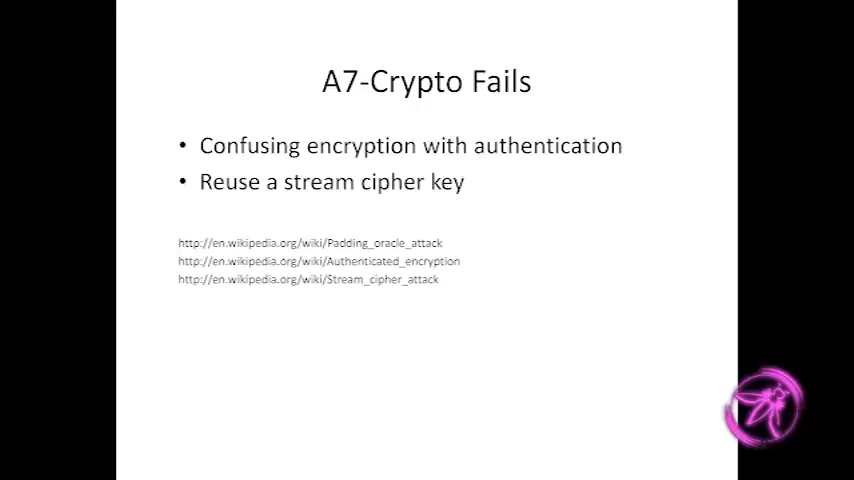 A7-Crypto Fails
• Confusing encryption with authentication
• Reuse a stream cipher key
http://en.wikipedia.org/wiki/Padding_oracle_attack
http://en.wikipedia.org/wiki/Authenticated_encryption
http://en.wikipedia.org/wiki/Stream_cipher_attack